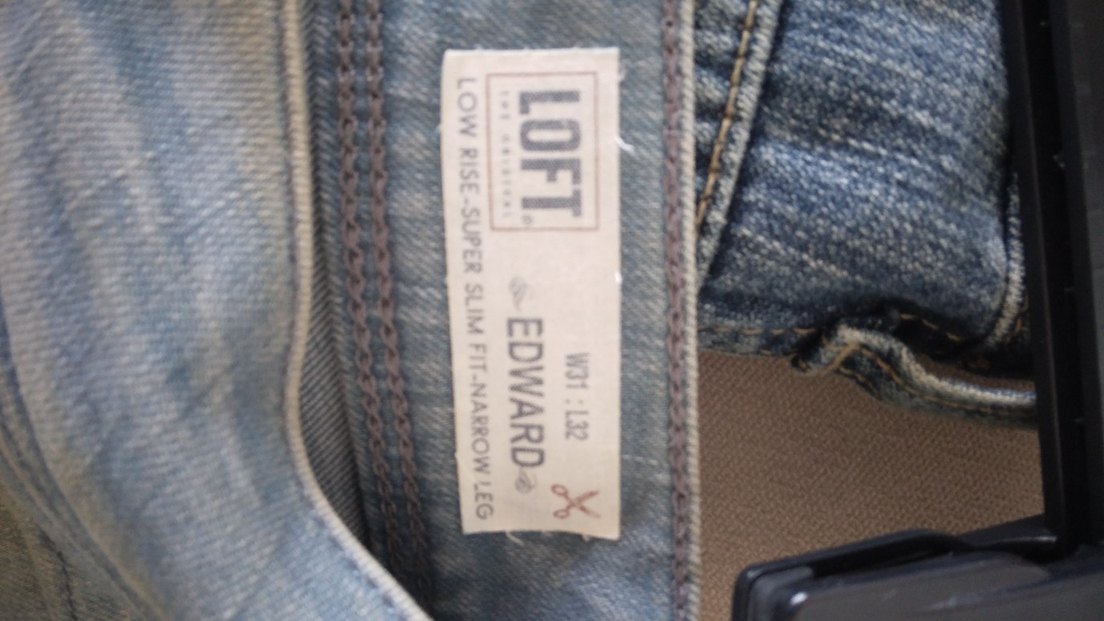 LOFT
THE ORIGINAL
W31 : L32
EDWARD
LOW RISE-SUPER SLIM FIT-NARROW LEG